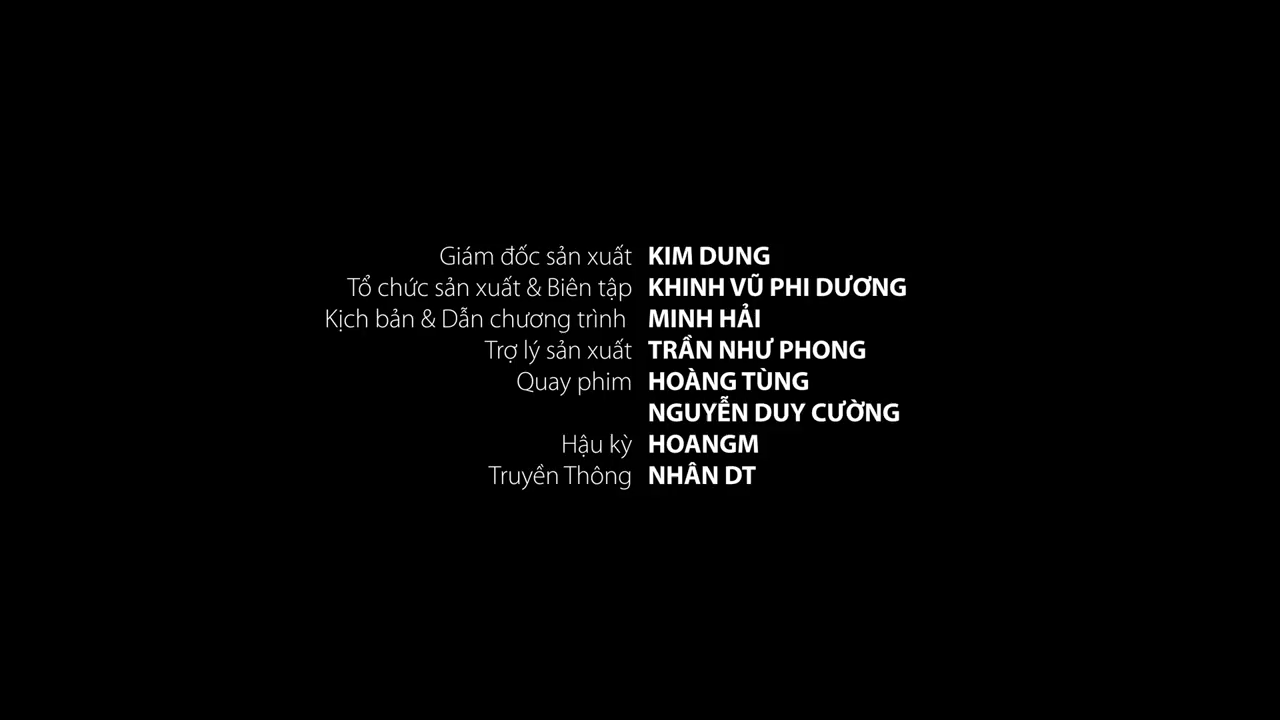 Giám đốc sản xuất KIM DUNG
Tổ chức sản xuất & Biên tập KHINH VŨ PHI DƯƠNG
Kịch bản & Dẫn chương trình MINH HẢI
Trợ lý sản xuất TRẦN NHƯ PHONG
Quay phim HOÀNG TÙNG
NGUYỄN DUY CƯỜNG
Hậu kỳ HOANGM
Truyền Thông NHÂN DT